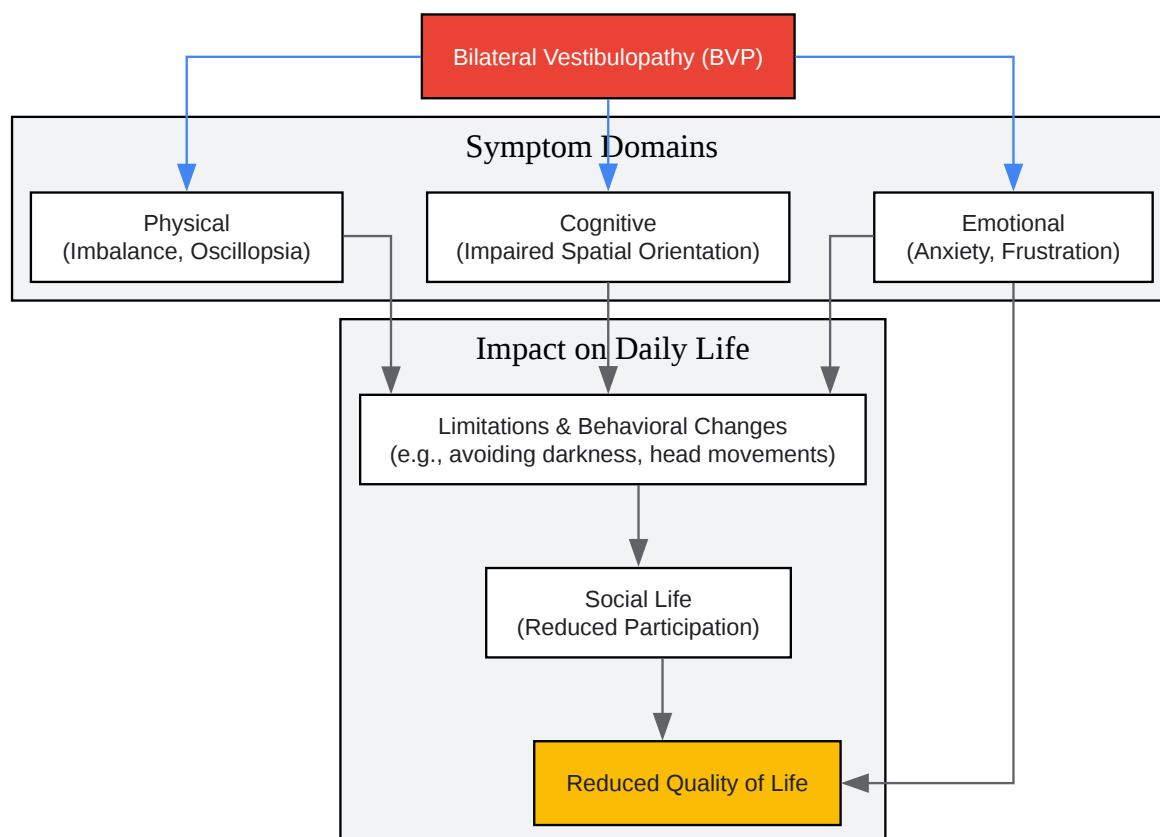 Bilateral Vestibulopathy (BVP)
Symptom Domains
Physical
(Imbalance, Oscillopsia)
Cognitive
(Impaired Spatial Orientation)
Emotional
(Anxiety, Frustration)
Impact on Daily Life
Limitations & Behavioral Changes
(e.g., avoiding darkness, head movements)
Social Life
(Reduced Participation)
Reduced Quality of Life